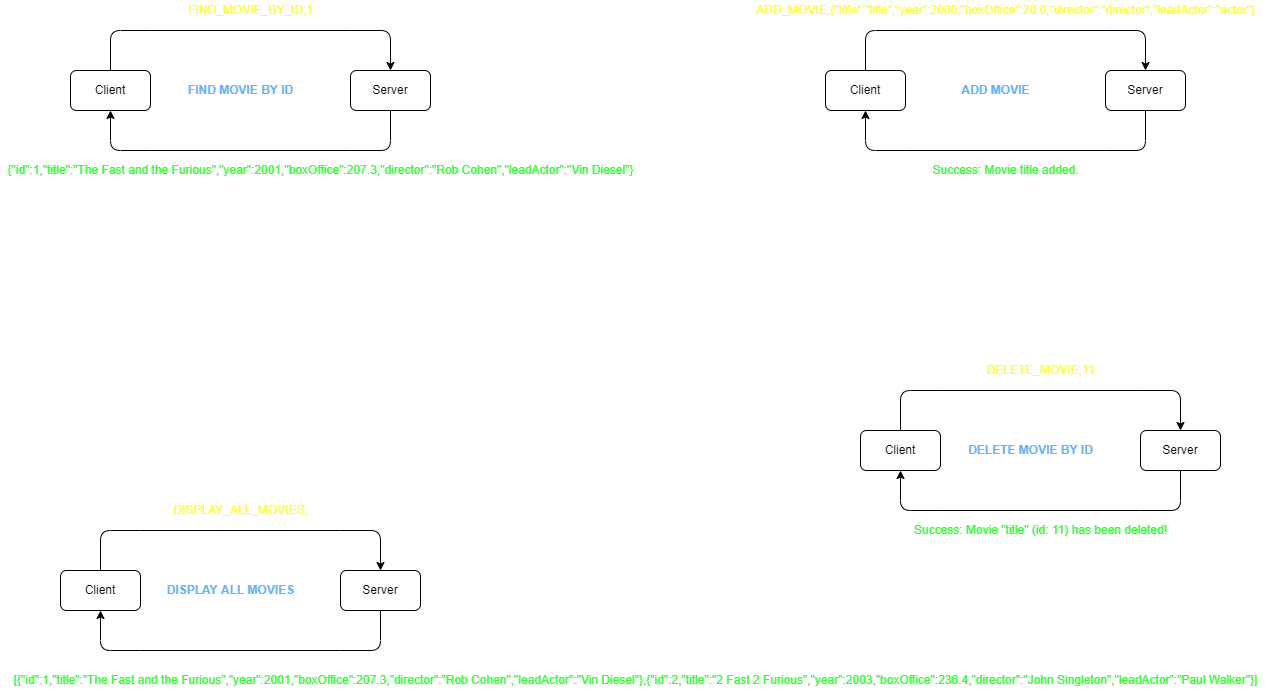 FIND_MOVIE_BY_ID;1
Client
FIND MOVIE BY ID
Server
{"id":1,"title":"The Fast and the Furious","year":2001,"boxOffice":207.3,"director":"Rob Cohen","leadActor":"Vin Diesel"}
ADD_MOVIE;{"title":"title","year":2000,"boxOffice":20.0,"director":"director","leadActor":"actor"}
Client
ADD MOVIE
Server
Success: Movie title added.
DELETE_MOVIE;11
Client
DELETE MOVIE BY ID
Server
Success: Movie "title" (id: 11) has been deleted!
DISPLAY_ALL_MOVIES;
Client
DISPLAY ALL MOVIES
Server
[{"id":1,"title":"The Fast and the Furious","year":2001,"boxOffice":207.3,"director":"Rob Cohen","leadActor":"Vin Diesel"},{"id":2,"title":"2 Fast 2 Furious","year":2003,"boxOffice":236.4,"director":"John Singleton","leadActor":"Paul Walker"}]